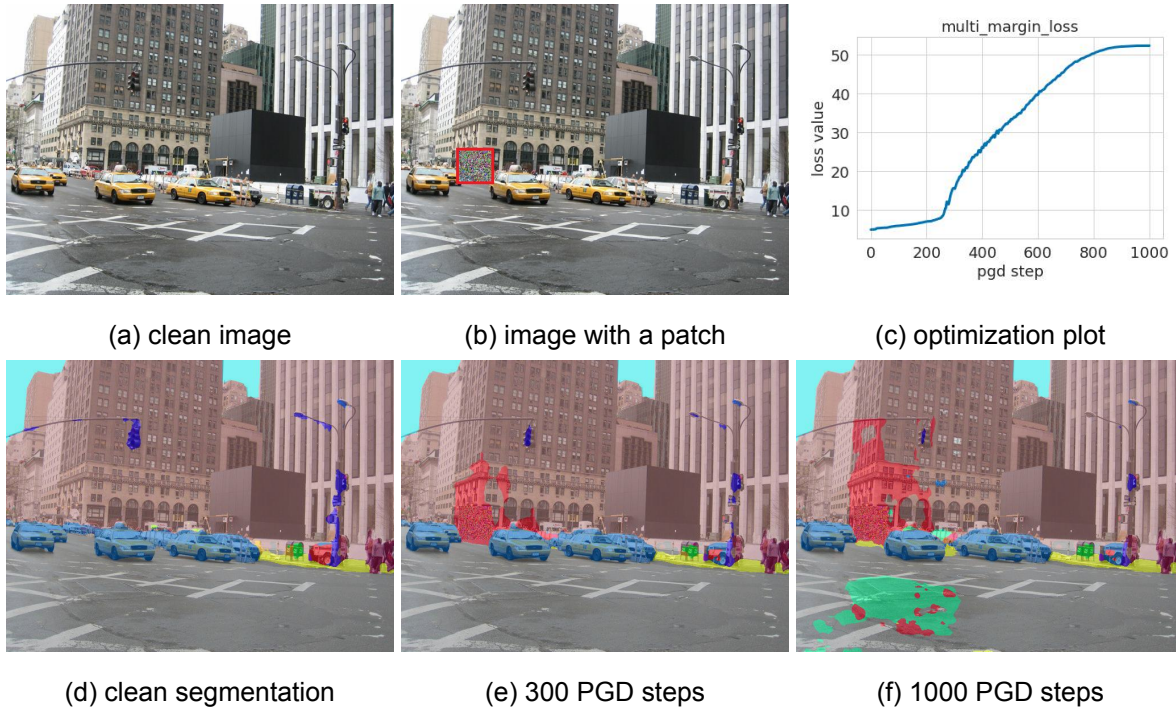 multi_margin_loss
50
40
30
20
10
loss value
0 200 400 600 800 1000
pgd step
(a) clean image
(b) image with a patch
(c) optimization plot
(d) clean segmentation
(e) 300 PGD steps
(f) 1000 PGD steps